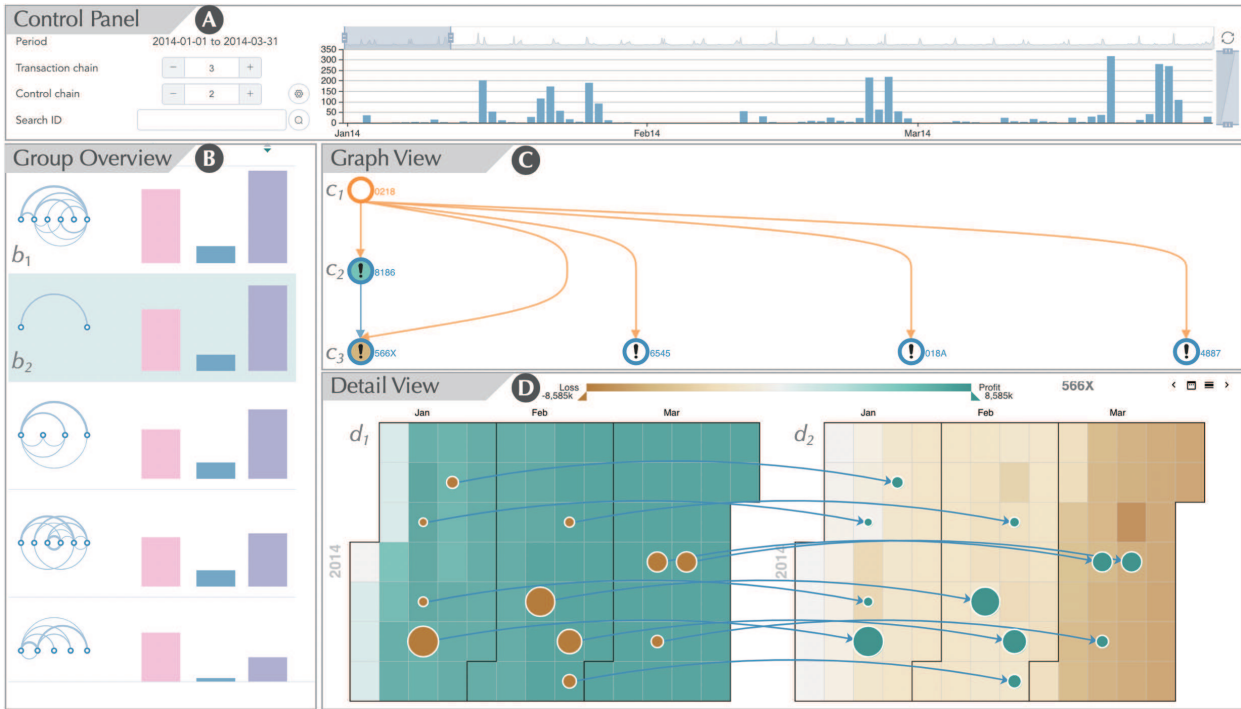 Control Panel A
Period 2014-01-01 to 2014-03-31
Transaction chain − 3 +
Control chain − 2 +
Search ID
350
300
250
200
150
100
50
0
Jan14 Feb14 Mar14
Group Overview B
b1
b2
Graph View C
c1 0218
c2 ! 8186
c3 ! 566X ! 6545 ! 018A ! 4887
Detail View D
Loss Profit
-8,585k 8,585k
566X < >
Jan Feb Mar Jan Feb Mar
d1 d2
2014 2014